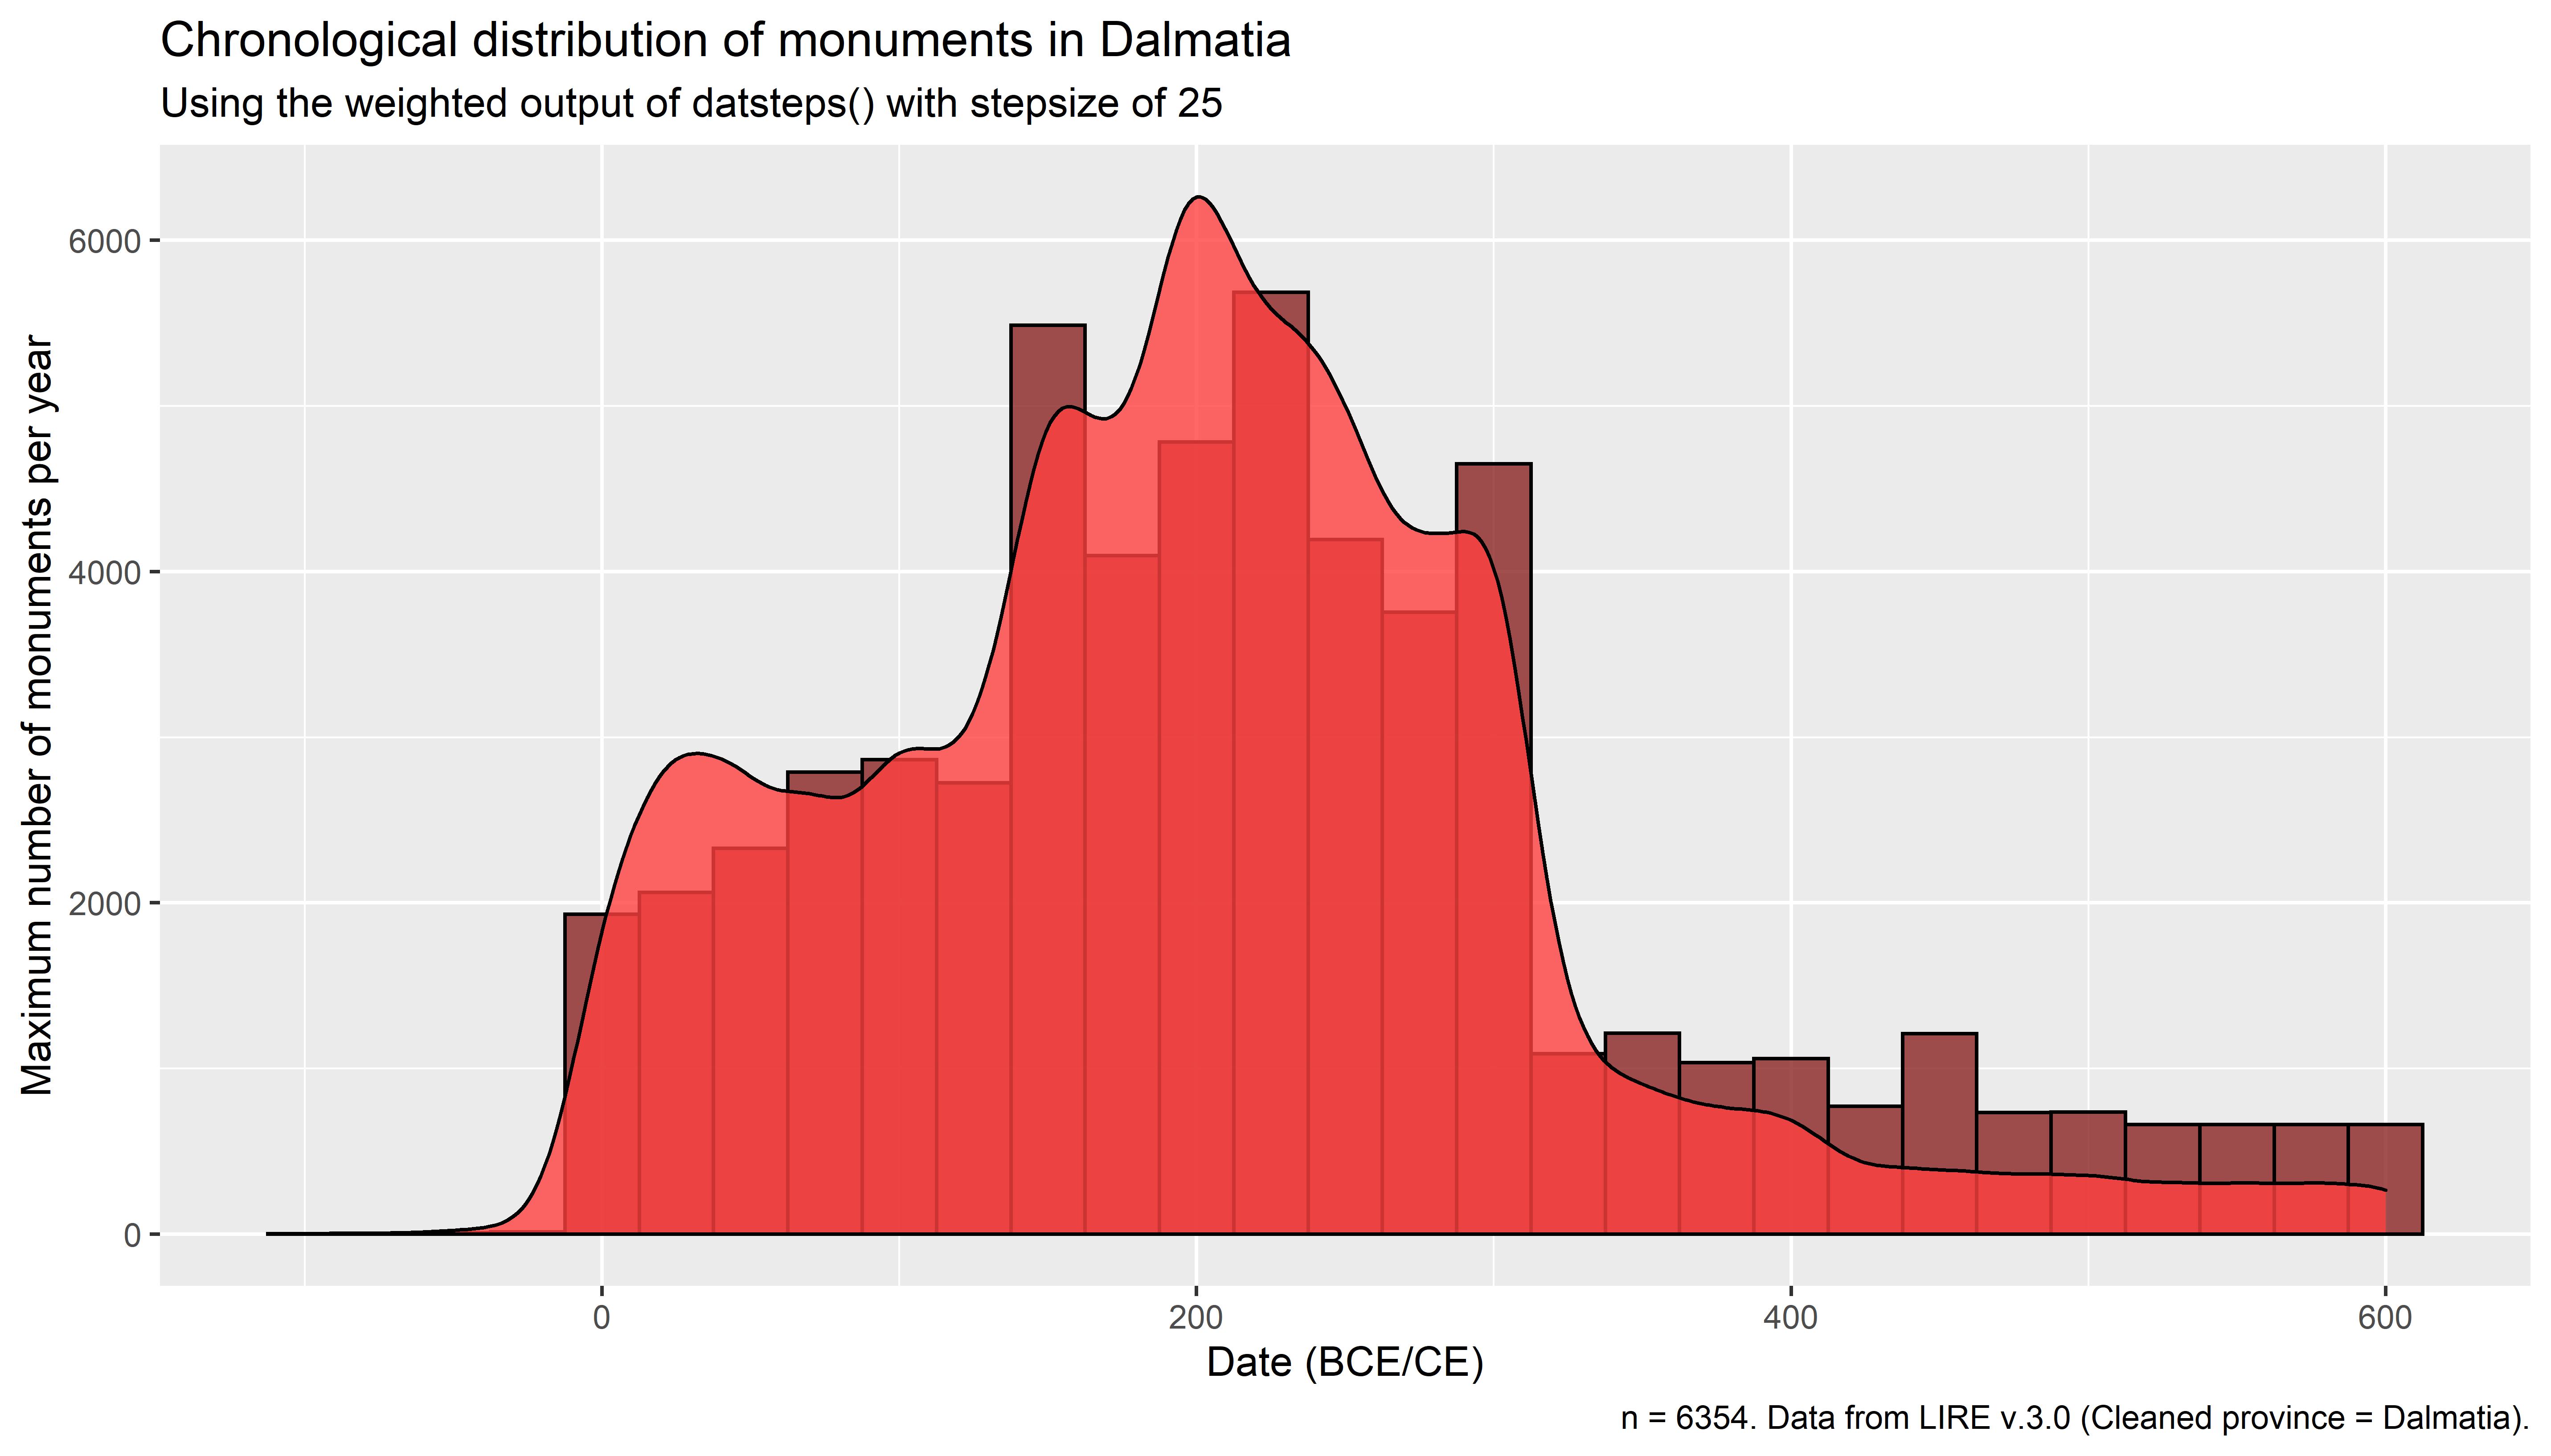 Chronological distribution of monuments in Dalmatia
Using the weighted output of datsteps() with stepsize of 25
Maximum number of monuments per year
6000
4000
2000
0
0
200
400
600
Date (BCE/CE)
n = 6354. Data from LIRE v.3.0 (Cleaned province = Dalmatia).